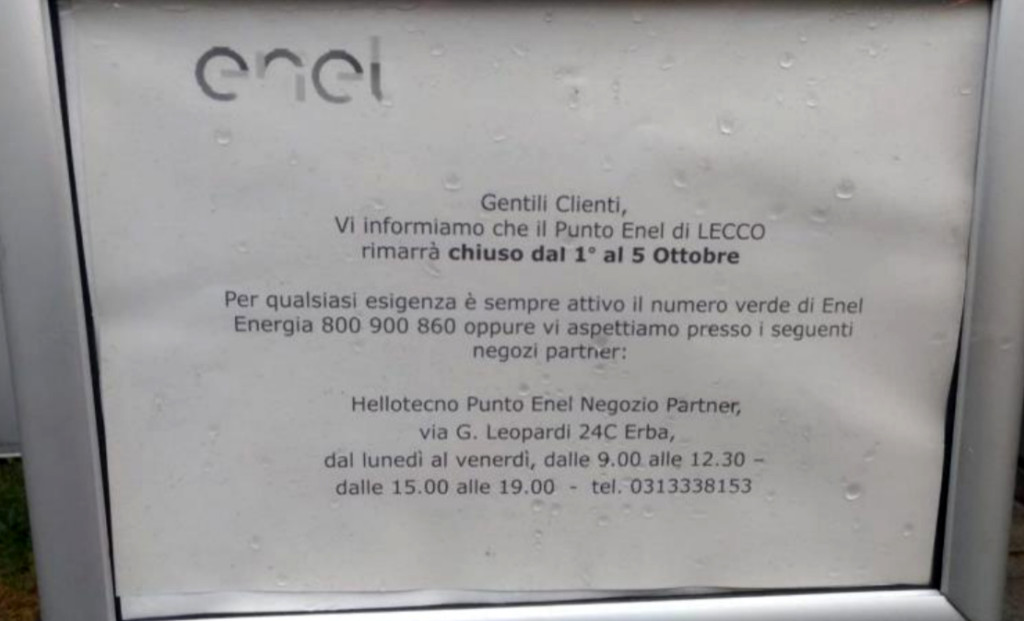 enel
Gentili Clienti,
Vi informiamo che il Punto Enel di LECCO
rimarrà chiuso dal 1° al 5 Ottobre
Per qualsiasi esigenza è sempre attivo il numero verde di Enel
Energia 800 900 860 oppure vi aspettiamo presso i seguenti
negozi partner:
Hellotecno Punto Enel Negozio Partner,
via G. Leopardi 24C Erba,
dal lunedì al venerdì, dalle 9.00 alle 12.30 –
dalle 15.00 alle 19.00 - tel. 0313338153